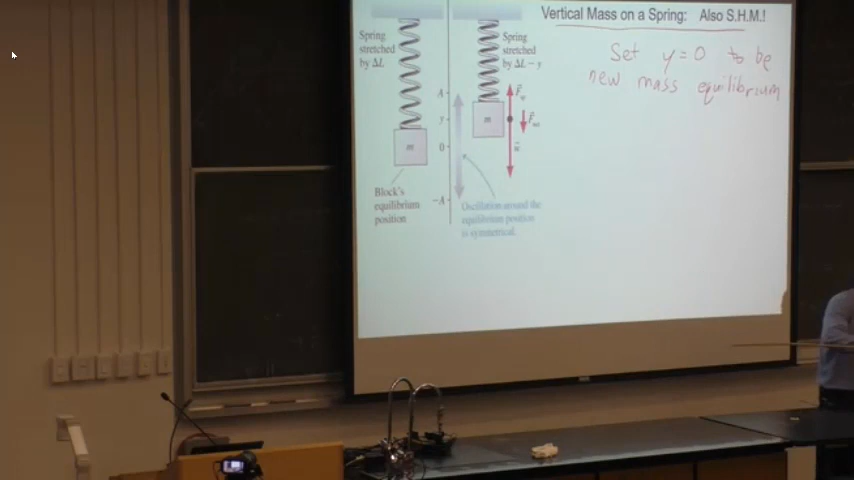 Vertical Mass on a Spring: Also S.H.M.!
Set y = 0 to be
new mass equilibrium
Spring
stretched
by ΔL
Spring
stretched
by ΔL − y
A
y
0
−A
m
m
w
Block's
equilibrium
position
Oscillation around the
equilibrium position
is symmetrical.